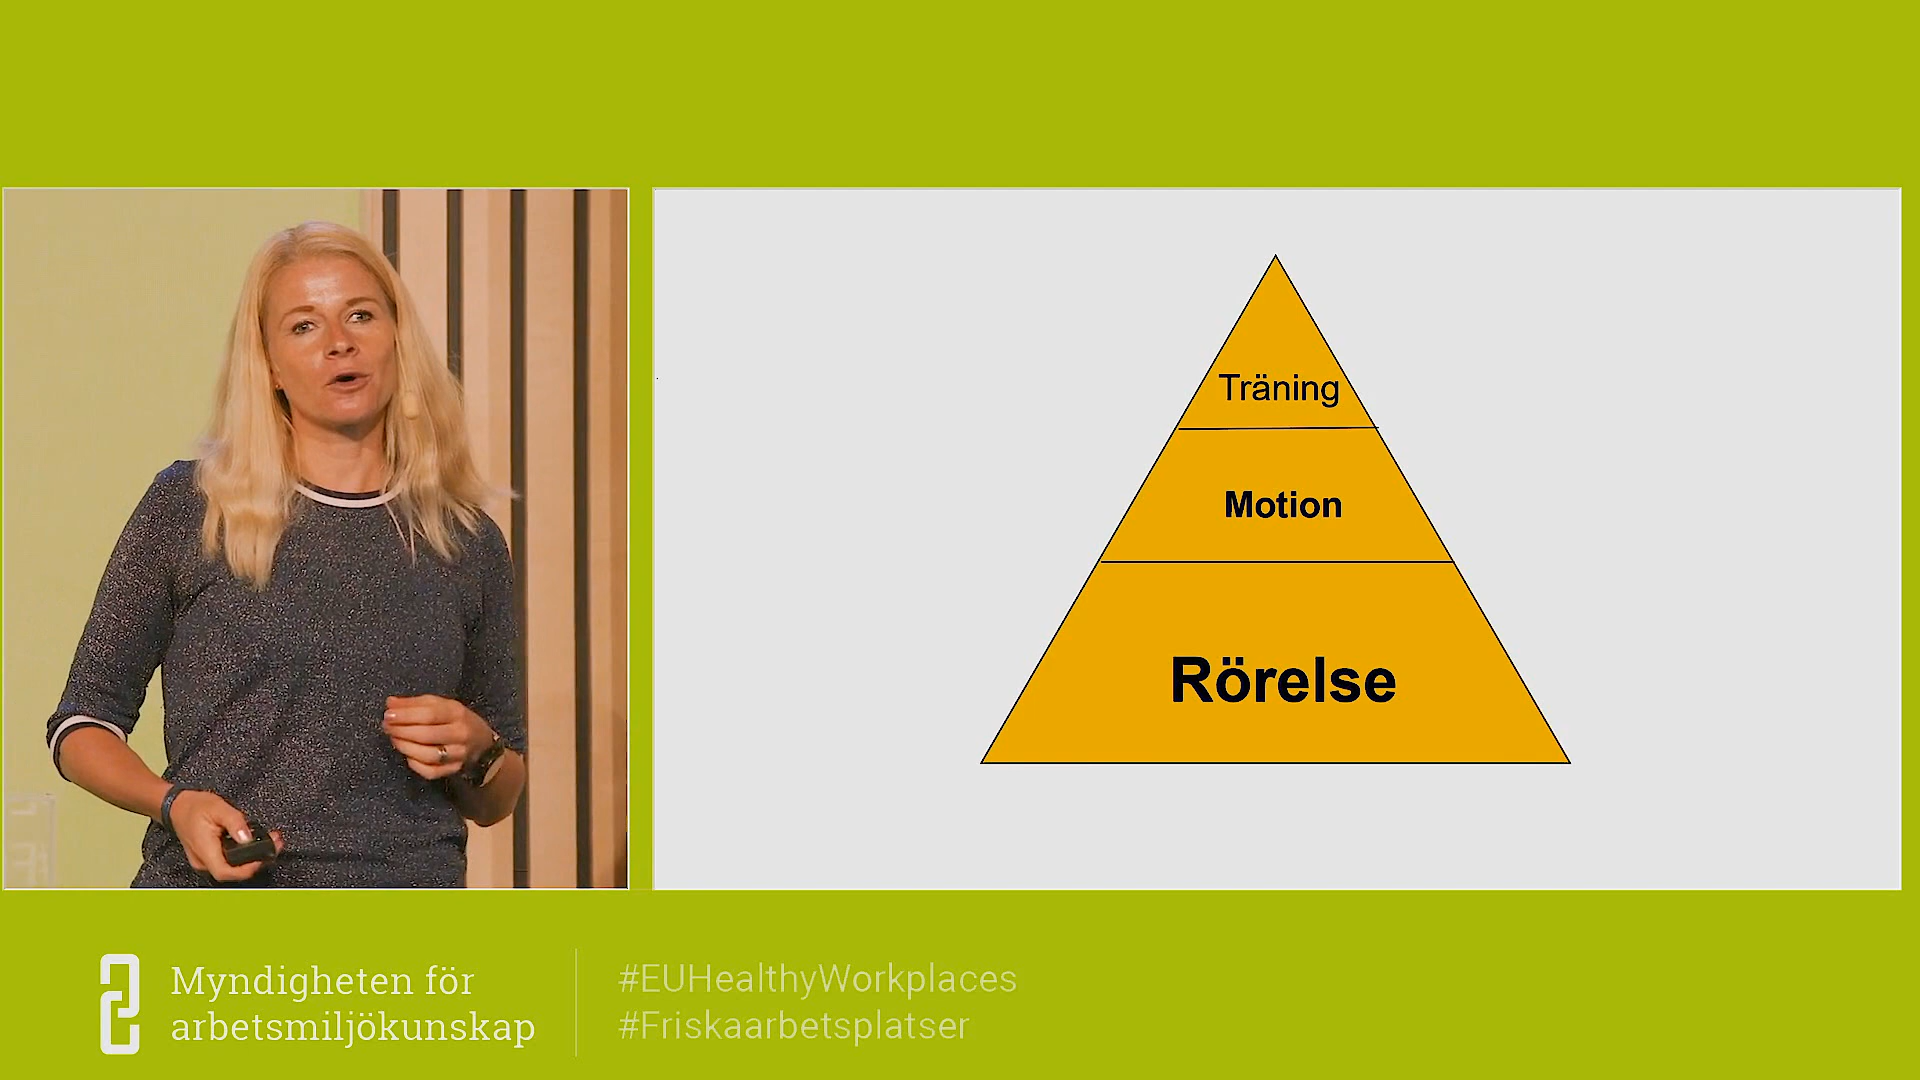 Träning
Motion
Rörelse
Myndigheten för
arbetsmiljökunskap
#EUHealthyWorkplaces
#Friskaarbetsplatser